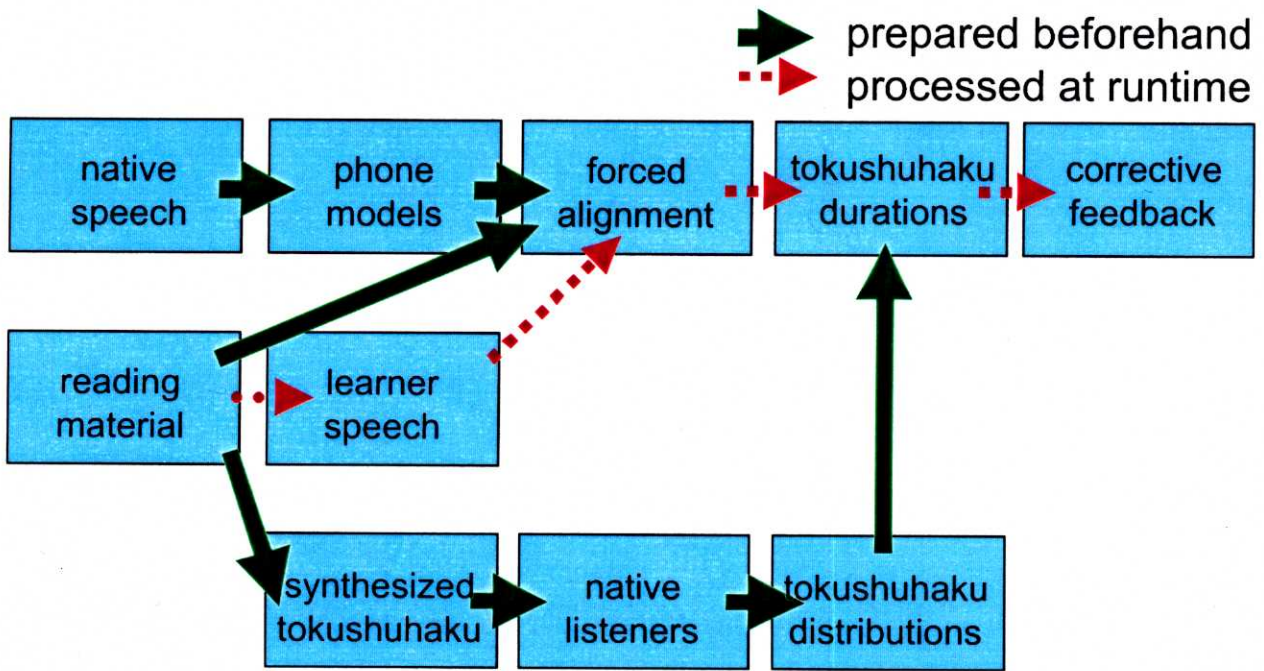 prepared beforehand
processed at runtime
native
speech
phone
models
forced
alignment
tokushuhaku
durations
corrective
feedback
reading
material
learner
speech
synthesized
tokushuhaku
native
listeners
tokushuhaku
distributions